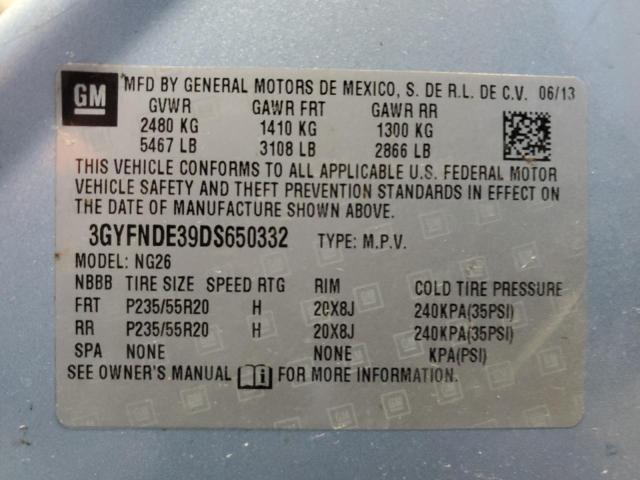 GM
MFD BY GENERAL MOTORS DE MEXICO, S. DE R.L. DE C.V. 06/13
GVWR GAWR FRT GAWR RR
2480 KG 1410 KG 1300 KG
5467 LB 3108 LB 2866 LB
THIS VEHICLE CONFORMS TO ALL APPLICABLE U.S. FEDERAL MOTOR
VEHICLE SAFETY AND THEFT PREVENTION STANDARDS IN EFFECT ON
THE DATE OF MANUFACTURE SHOWN ABOVE.
3GYFNDE39DS650332 TYPE: M.P.V.
MODEL: NG26
NBBB TIRE SIZE SPEED RTG RIM COLD TIRE PRESSURE
FRT P235/55R20 H 20X8J 240KPA(35PSI)
RR P235/55R20 H 20X8J 240KPA(35PSI)
SPA NONE NONE KPA(PSI)
SEE OWNER'S MANUAL FOR MORE INFORMATION.